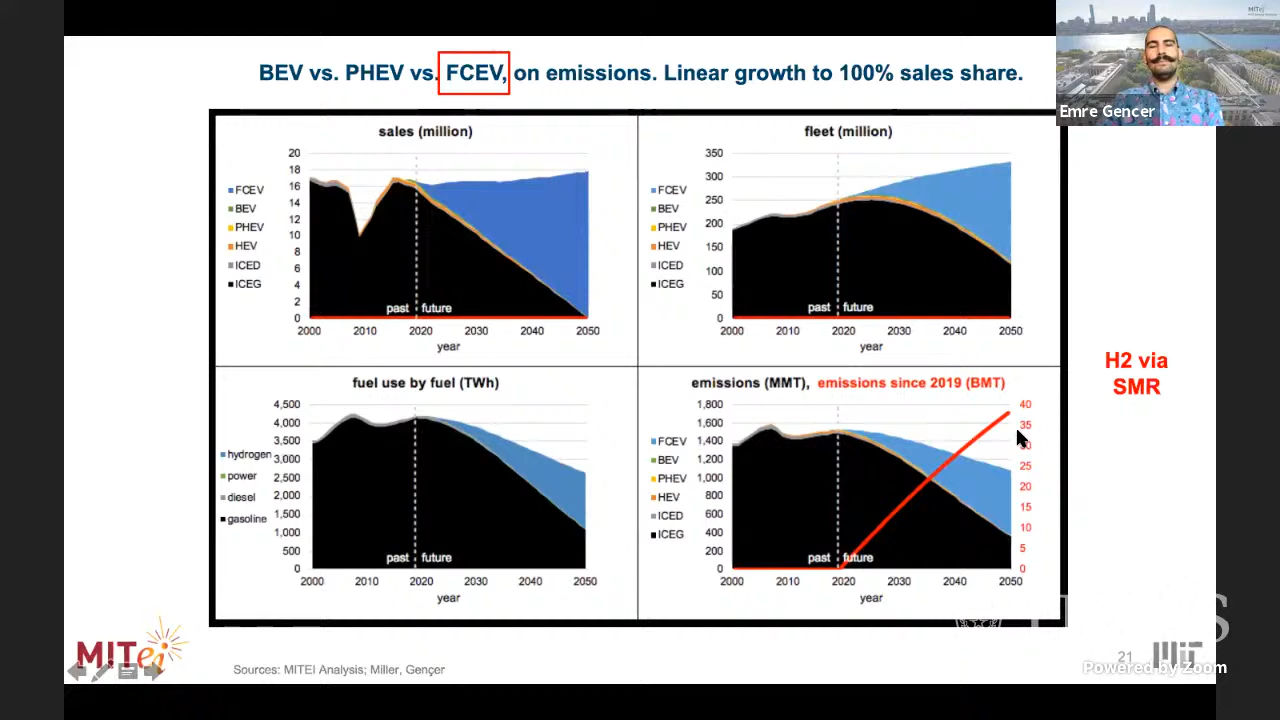 BEV vs. PHEV vs. FCEV, on emissions. Linear growth to 100% sales share.
MITei
Emre Gencer
sales (million)
20
18
16
14
12
10
8
6
4
2
0
FCEV
BEV
PHEV
HEV
ICED
ICEG
past future
2000 2010 2020 2030 2040 2050
year
fleet (million)
350
300
250
200
150
100
50
0
FCEV
BEV
PHEV
HEV
ICED
ICEG
past future
2000 2010 2020 2030 2040 2050
year
fuel use by fuel (TWh)
4,500
4,000
3,500
3,000
2,500
2,000
1,500
1,000
500
0
hydrogen
power
diesel
gasoline
past future
2000 2010 2020 2030 2040 2050
year
emissions (MMT), emissions since 2019 (BMT)
1,800
1,600
1,400
1,200
1,000
800
600
400
200
0
FCEV
BEV
PHEV
HEV
ICED
ICEG
past future
40
35
30
25
20
15
10
5
0
2000 2010 2020 2030 2040 2050
year
H2 via
SMR
MITei
Sources: MITEI Analysis; Miller, Gençer
21
MIT
Powered by Zoom